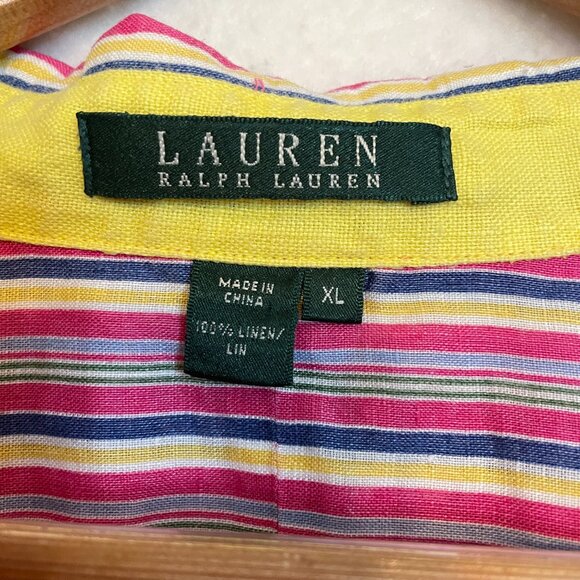 LAUREN
RALPH LAUREN
MADE IN
CHINA
XL
100% LINEN/
LIN